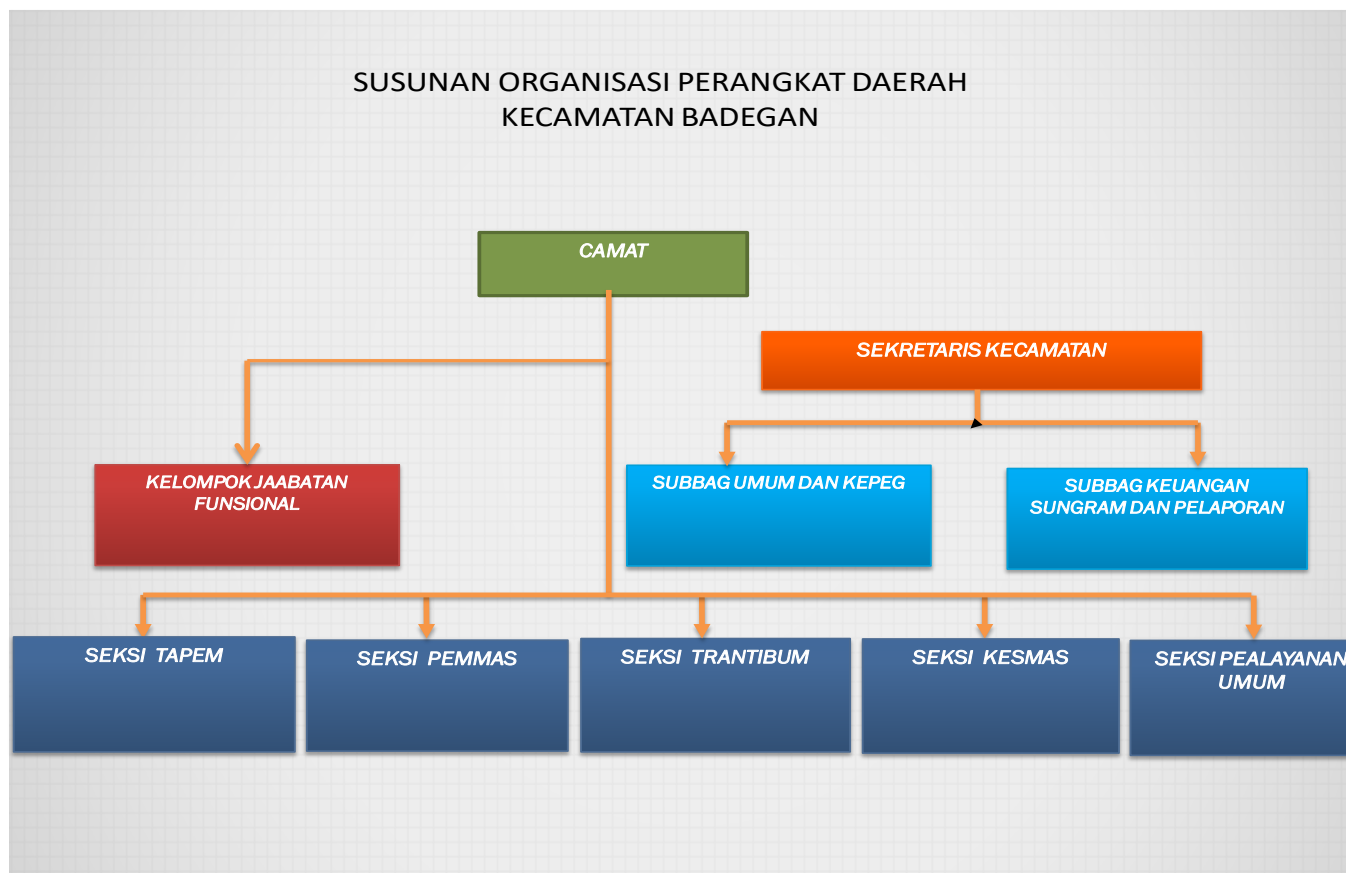 SUSUNAN ORGANISASI PERANGKAT DAERAH
KECAMATAN BADEGAN
CAMAT
SEKRETARIS KECAMATAN
KELOMPOK JAABATAN
FUNSIONAL
SUBBAG UMUM DAN KEPEG
SUBBAG KEUANGAN
SUNGRAM DAN PELAPORAN
SEKSI TAPEM
SEKSI PEMMAS
SEKSI TRANTIBUM
SEKSI KESMAS
SEKSI PEALAYANAN
UMUM